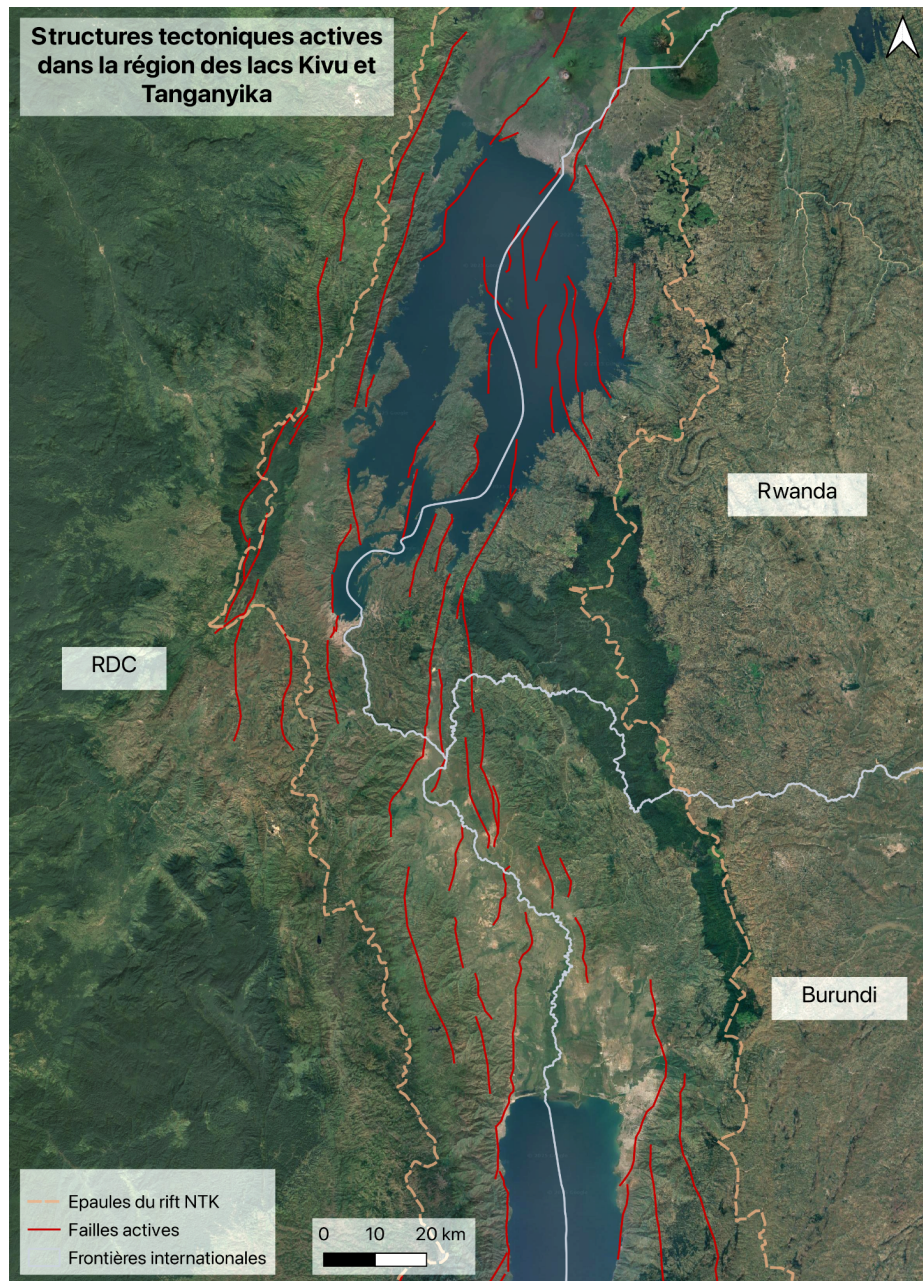 Structures tectoniques actives
dans la région des lacs Kivu et
Tanganyika
Rwanda
RDC
Burundi
Epaules du rift NTK
Failles actives
Frontières internationales
0 10 20 km